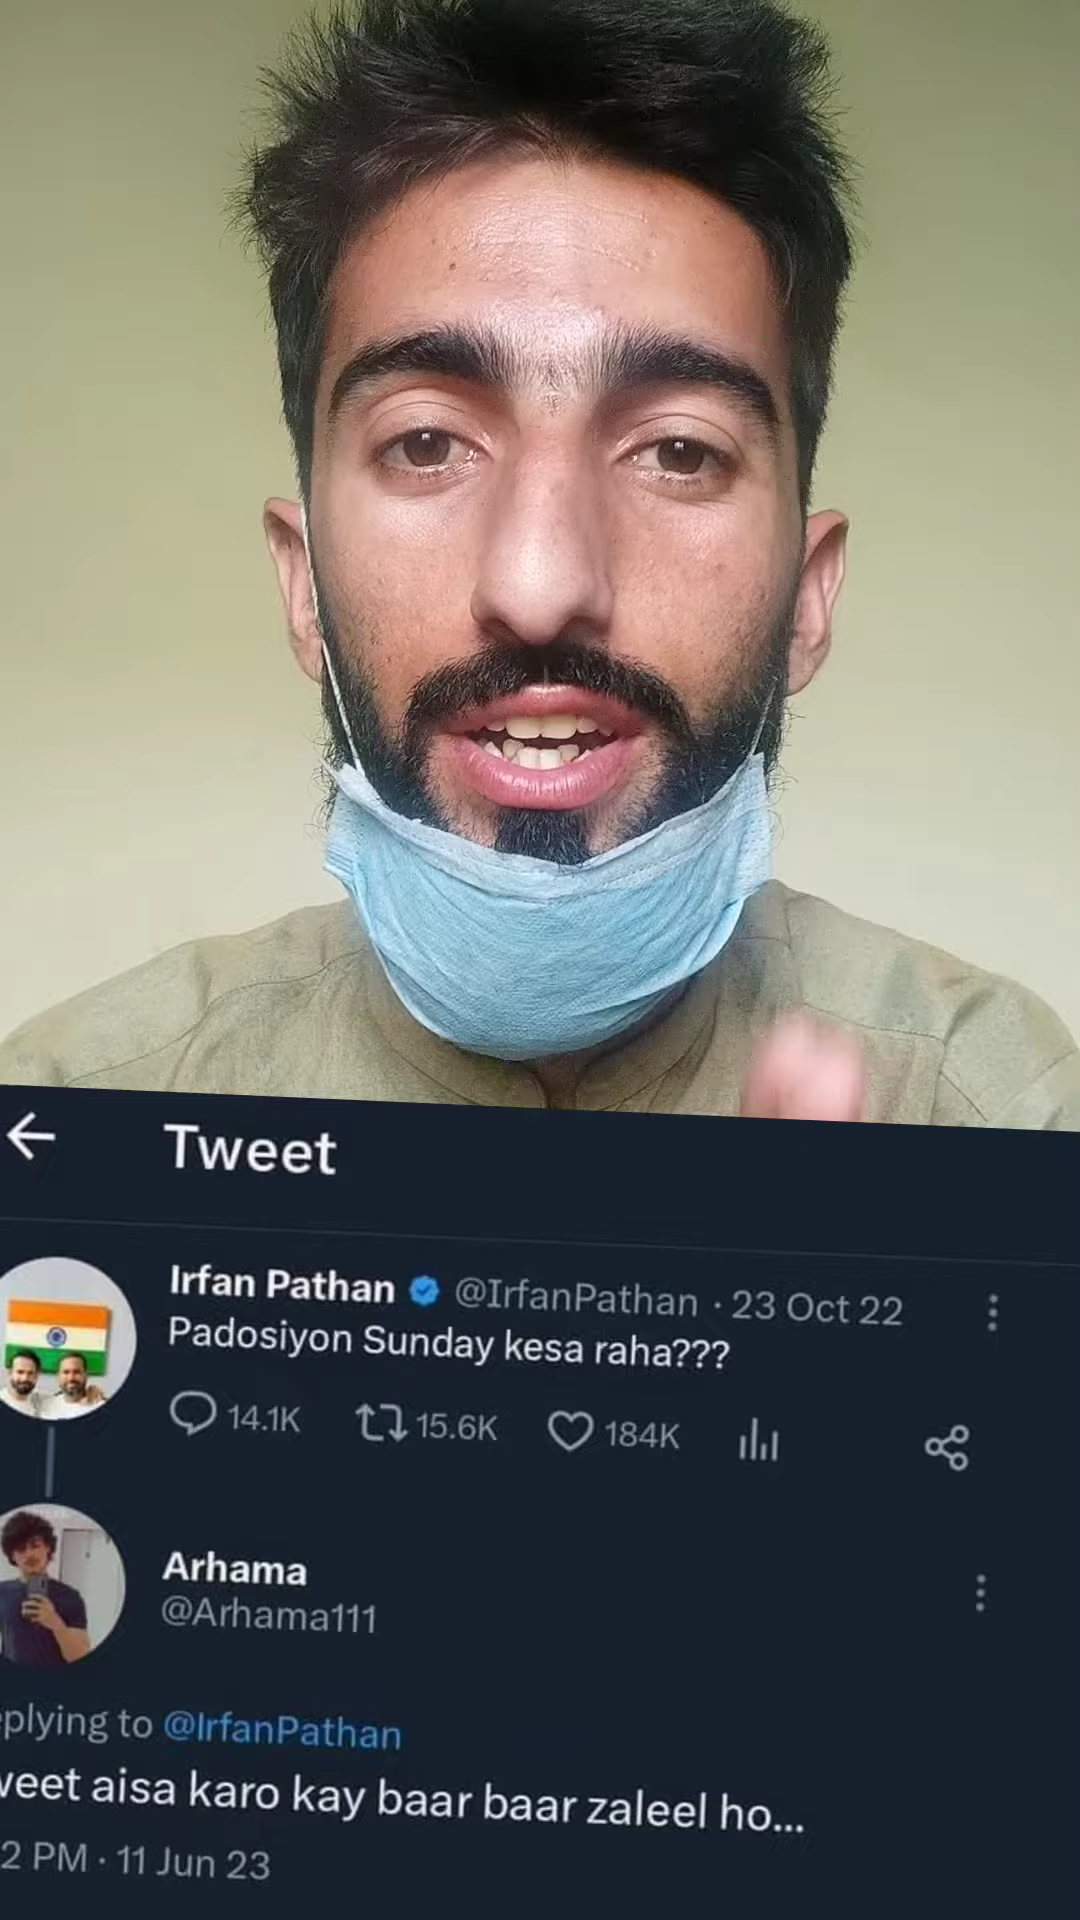 Tweet
Irfan Pathan @IrfanPathan · 23 Oct 22
Padosiyon Sunday kesa raha???
14.1K 15.6K 184K
Arhama
@Arhama111
plying to @IrfanPathan
weet aisa karo kay baar baar zaleel ho...
2 PM · 11 Jun 23